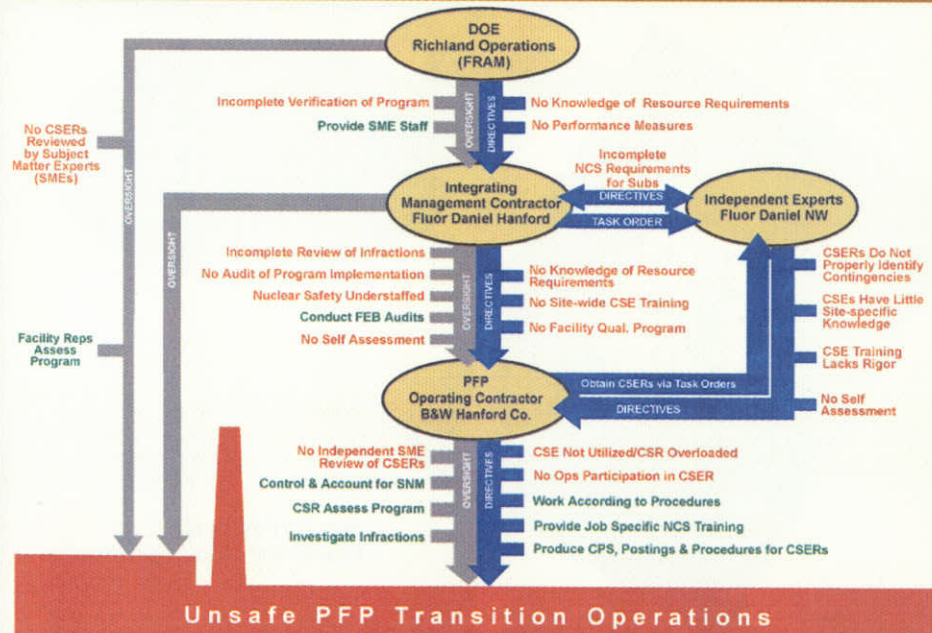 DOE
Richland Operations
(FRAM)
Incomplete Verification of Program
Provide SME Staff
OVERSIGHT
DIRECTIVES
No Knowledge of Resource Requirements
No Performance Measures
No CSERs
Reviewed
by Subject
Matter Experts
(SMEs)
OVERSIGHT
Incomplete
NCS Requirements
for Subs
DIRECTIVES
TASK ORDER
Integrating
Management Contractor
Fluor Daniel Hanford
Independent Experts
Fluor Daniel NW
OVERSIGHT
Incomplete Review of Infractions
No Audit of Program Implementation
Nuclear Safety Understaffed
Conduct FEB Audits
No Self Assessment
OVERSIGHT
DIRECTIVES
No Knowledge of Resource
Requirements
No Site-wide CSE Training
No Facility Qual. Program
CSERs Do Not
Properly Identify
Contingencies
CSEs Have Little
Site-specific
Knowledge
CSE Training
Lacks Rigor
No Self
Assessment
Facility Reps
Assess
Program
PFP
Operating Contractor
B&W Hanford Co.
Obtain CSERs via Task Orders
DIRECTIVES
No Independent SME
Review of CSERs
Control & Account for SNM
CSR Assess Program
Investigate Infractions
OVERSIGHT
DIRECTIVES
CSE Not Utilized/CSR Overloaded
No Ops Participation in CSER
Work According to Procedures
Provide Job Specific NCS Training
Produce CPS, Postings & Procedures for CSERs
Unsafe PFP Transition Operations